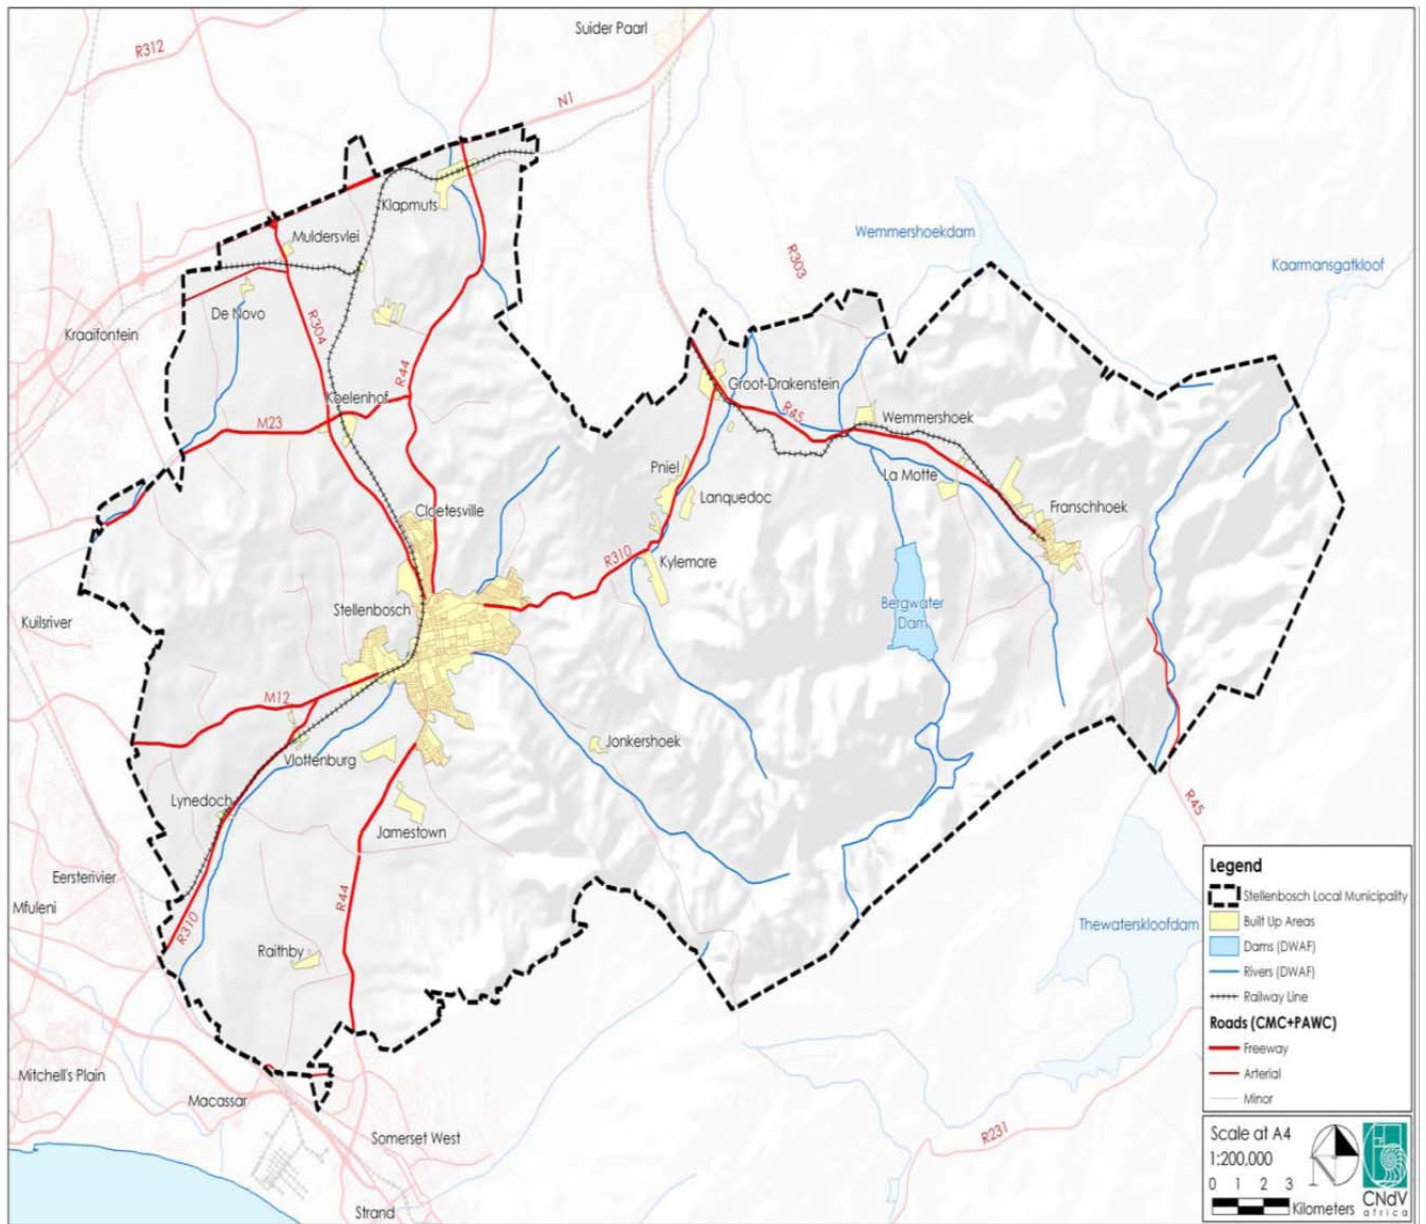 Suider Paarl
R312
N1
Klapmuts
Muldersvlei
Wemmershoekdam
R303
Kaarmansgatkloof
De Novo
R304
Kraaifontein
R44
Groot-Drakenstein
Koelenhof
R45
Wemmershoek
M23
Pniel
La Motte
Lanquedoc
Cloetesville
Franschhoek
R310
Kylemore
Stellenbosch
Bergwater
Dam
Kuilsriver
M12
Jonkershoek
Vlottenburg
Lynedoch
R45
Jamestown
Eersterivier
Mfuleni
R44
R310
Thewaterskloofdam
Raithby
Mitchell's Plain
Macassar
Somerset West
R231
Strand
Legend
Stellenbosch Local Municipality
Built Up Areas
Dams (DWAF)
Rivers (DWAF)
Railway Line
Roads (CMC+PAWC)
Freeway
Arterial
Minor
Scale at A4
1:200,000
0 1 2 3
Kilometers
N
CNdV
africa